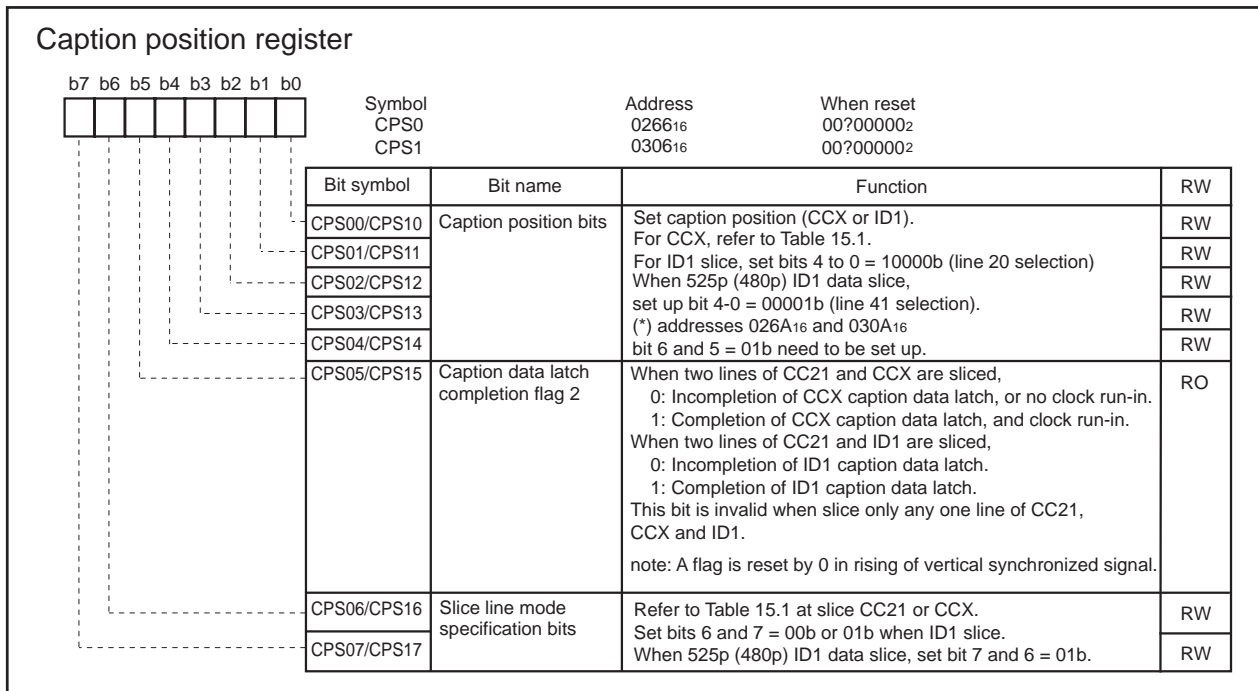 Caption position register
b7 b6 b5 b4 b3 b2 b1 b0
Symbol Address When reset
CPS0 026616 00?000002
CPS1 030616 00?000002
Bit symbol Bit name Function RW
CPS00/CPS10 Caption position bits Set caption position (CCX or ID1). RW
For CCX, refer to Table 15.1.
CPS01/CPS11 For ID1 slice, set bits 4 to 0 = 10000b (line 20 selection) RW
CPS02/CPS12 When 525p (480p) ID1 data slice, RW
set up bit 4-0 = 00001b (line 41 selection).
CPS03/CPS13 (*) addresses 026A16 and 030A16 RW
CPS04/CPS14 bit 6 and 5 = 01b need to be set up. RW
CPS05/CPS15 Caption data latch When two lines of CC21 and CCX are sliced, RO
completion flag 2 0: Incompletion of CCX caption data latch, or no clock run-in.
1: Completion of CCX caption data latch, and clock run-in.
When two lines of CC21 and ID1 are sliced,
0: Incompletion of ID1 caption data latch.
1: Completion of ID1 caption data latch.
This bit is invalid when slice only any one line of CC21,
CCX and ID1.
note: A flag is reset by 0 in rising of vertical synchronized signal.
CPS06/CPS16 Slice line mode Refer to Table 15.1 at slice CC21 or CCX. RW
specification bits Set bits 6 and 7 = 00b or 01b when ID1 slice.
CPS07/CPS17 When 525p (480p) ID1 data slice, set bit 7 and 6 = 01b. RW